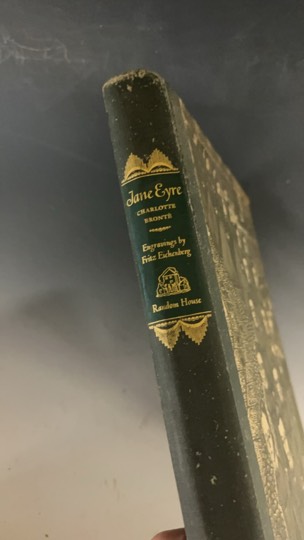 Jane Eyre
CHARLOTTE
BRONTË
Engravings by
Fritz Eichenberg
Random House